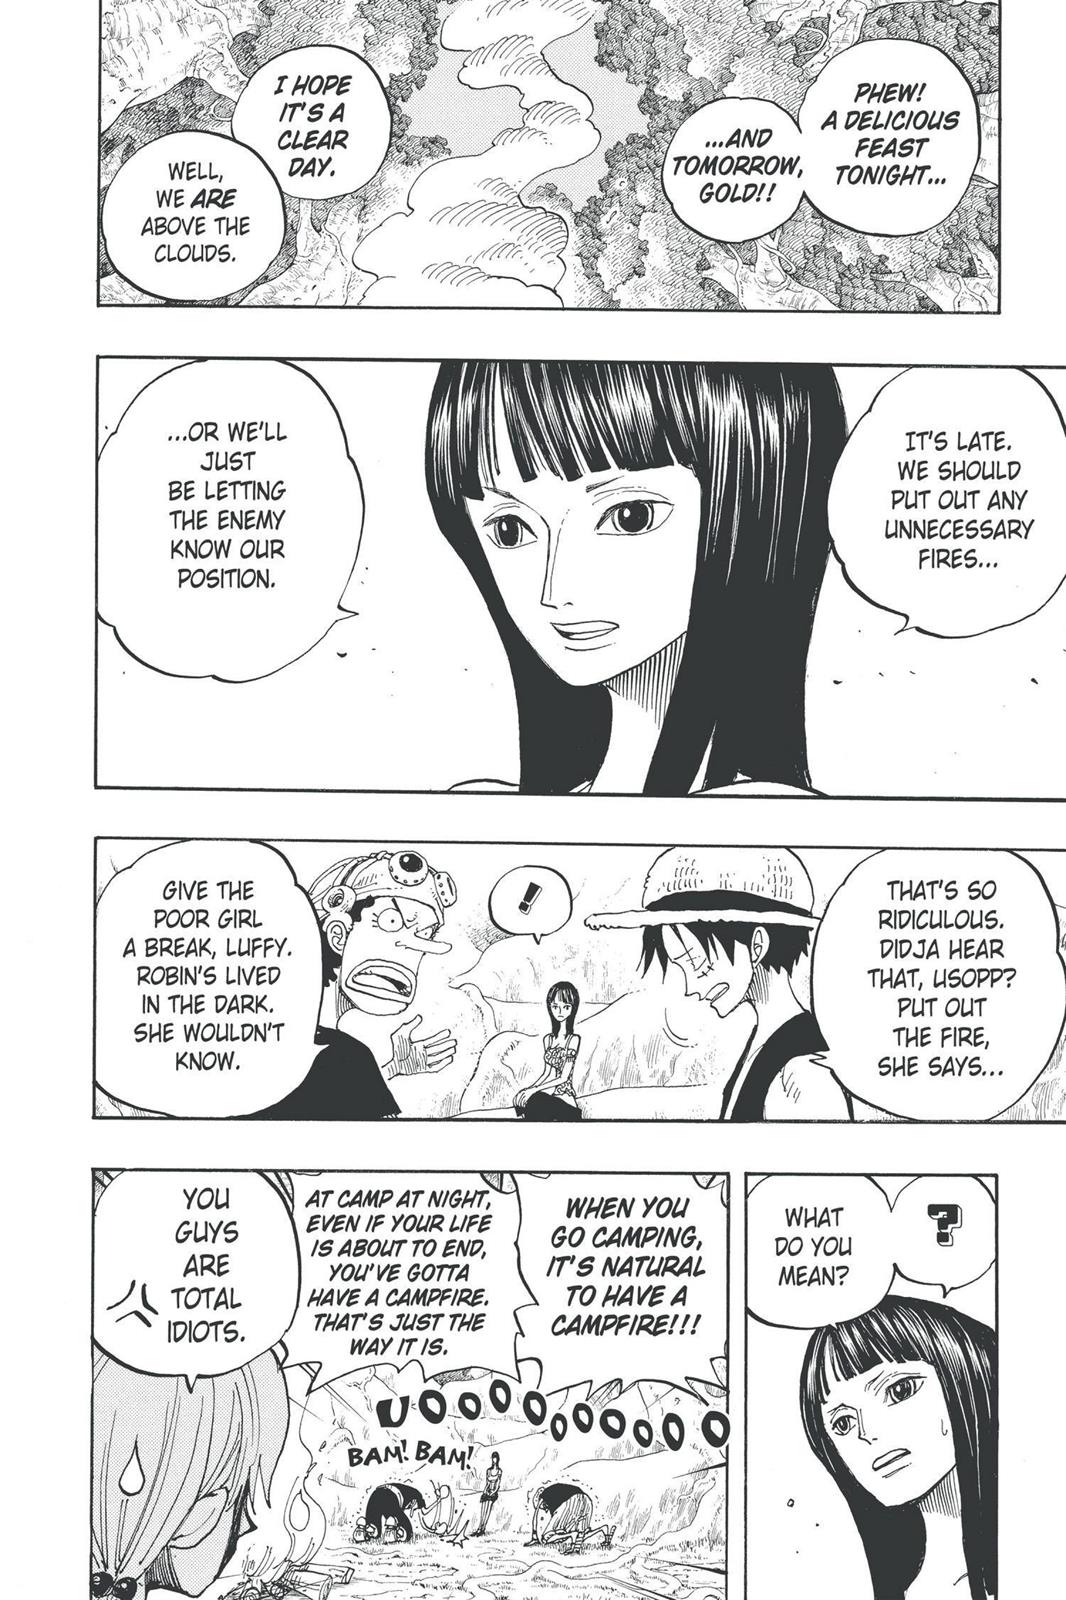 PHEW!
A DELICIOUS
FEAST
TONIGHT...
...AND
TOMORROW,
GOLD!!
I HOPE
IT'S A
CLEAR
DAY.
WELL,
WE ARE
ABOVE THE
CLOUDS.
IT'S LATE.
WE SHOULD
PUT OUT ANY
UNNECESSARY
FIRES...
...OR WE'LL
JUST
BE LETTING
THE ENEMY
KNOW OUR
POSITION.
THAT'S SO
RIDICULOUS.
DIDJA HEAR
THAT, USOPP?
PUT OUT
THE FIRE,
SHE SAYS...
!
GIVE THE
POOR GIRL
A BREAK, LUFFY.
ROBIN'S LIVED
IN THE DARK.
SHE WOULDN'T
KNOW.
?
WHAT
DO YOU
MEAN?
WHEN YOU
GO CAMPING,
IT'S NATURAL
TO HAVE A
CAMPFIRE!!!
AT CAMP AT NIGHT,
EVEN IF YOUR LIFE
IS ABOUT TO END,
YOU'VE GOTTA
HAVE A CAMPFIRE.
THAT'S JUST THE
WAY IT IS.
UOOOOOOOOOO
BAM! BAM!
YOU
GUYS
ARE
TOTAL
IDIOTS.